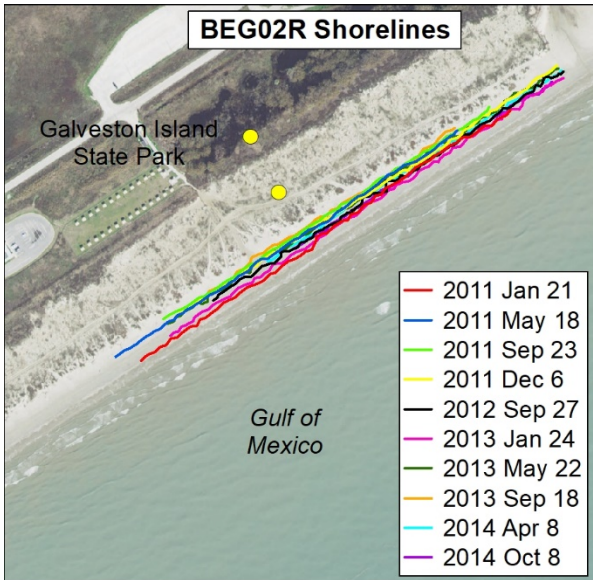 BEG02R Shorelines
Galveston Island
State Park
Gulf of
Mexico
2011 Jan 21
2011 May 18
2011 Sep 23
2011 Dec 6
2012 Sep 27
2013 Jan 24
2013 May 22
2013 Sep 18
2014 Apr 8
2014 Oct 8